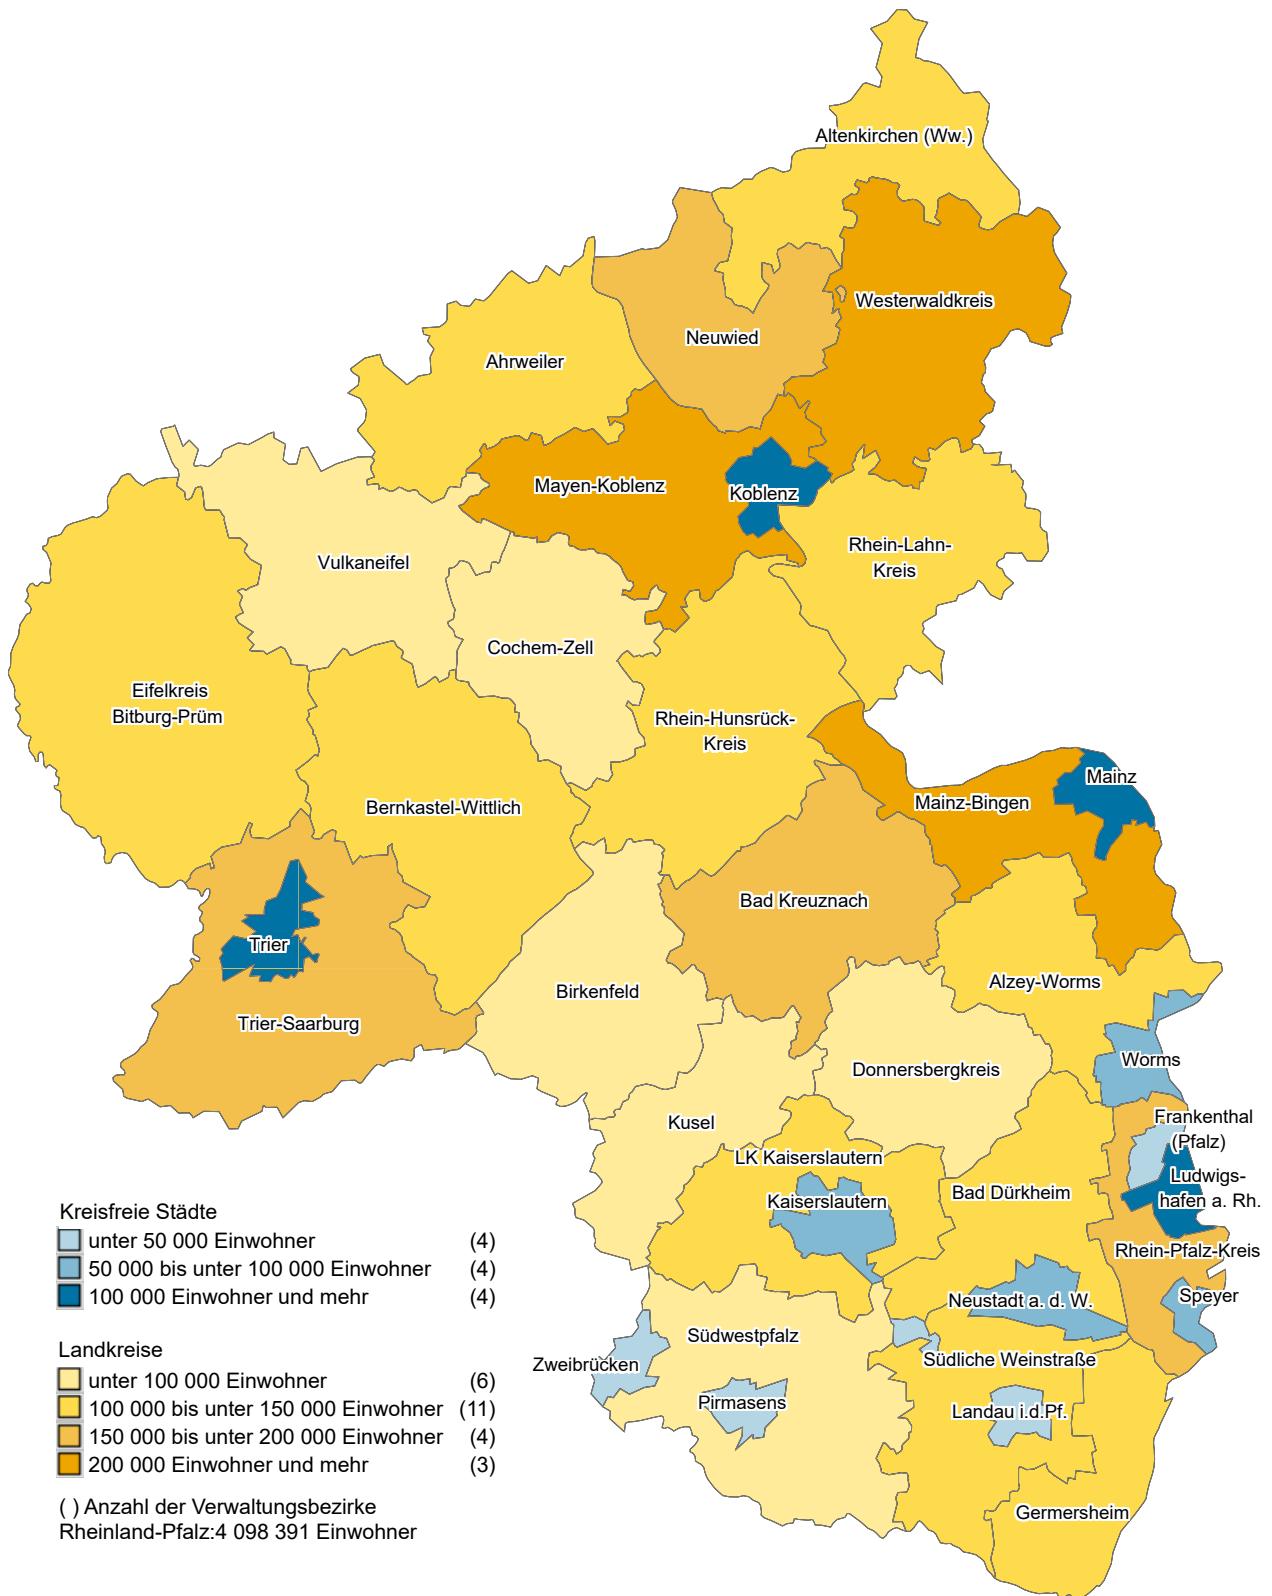 Altenkirchen (Ww.)
Westerwaldkreis
Neuwied
Ahrweiler
Mayen-Koblenz
Koblenz
Rhein-Lahn-
Kreis
Vulkaneifel
Cochem-Zell
Eifelkreis
Bitburg-Prüm
Rhein-Hunsrück-
Kreis
Mainz
Mainz-Bingen
Bernkastel-Wittlich
Bad Kreuznach
Trier
Alzey-Worms
Birkenfeld
Trier-Saarburg
Worms
Donnersbergkreis
Kusel
Frankenthal
(Pfalz)
LK Kaiserslautern
Ludwigs-
hafen a. Rh.
Bad Dürkheim
Kaiserslautern
Rhein-Pfalz-Kreis
Speyer
Neustadt a. d. W.
Südwestpfalz
Südliche Weinstraße
Zweibrücken
Pirmasens
Landau i.d.Pf.
Germersheim
Kreisfreie Städte
unter 50 000 Einwohner (4)
50 000 bis unter 100 000 Einwohner (4)
100 000 Einwohner und mehr (4)
Landkreise
unter 100 000 Einwohner (6)
100 000 bis unter 150 000 Einwohner (11)
150 000 bis unter 200 000 Einwohner (4)
200 000 Einwohner und mehr (3)
( ) Anzahl der Verwaltungsbezirke
Rheinland-Pfalz:4 098 391 Einwohner